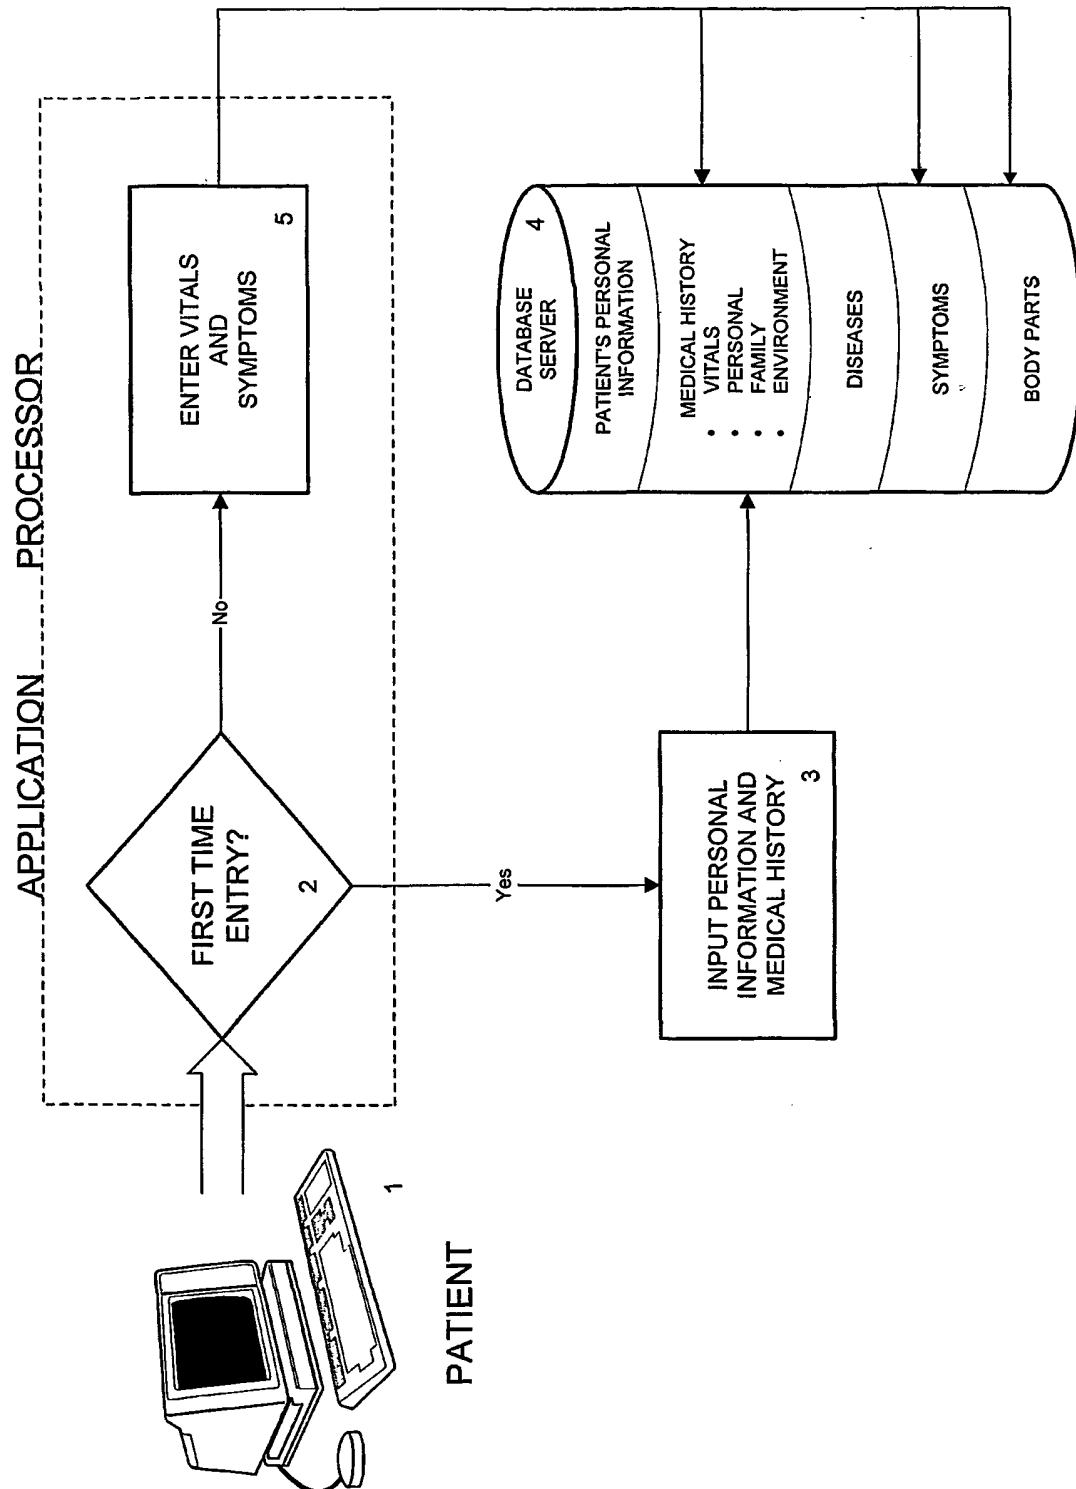 APPLICATION PROCESSOR
PATIENT
1
FIRST TIME
ENTRY?
2
No
Yes
ENTER VITALS
AND
SYMPTOMS
5
INPUT PERSONAL
INFORMATION AND
MEDICAL HISTORY
3
DATABASE
SERVER
4
PATIENT'S PERSONAL
INFORMATION
MEDICAL HISTORY
• VITALS
• PERSONAL
• FAMILY
• ENVIRONMENT
DISEASES
SYMPTOMS
BODY PARTS